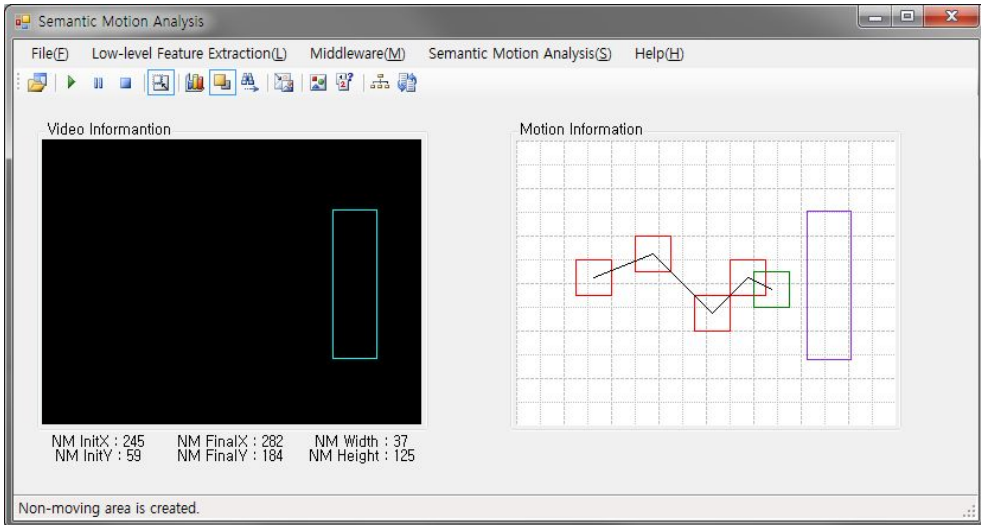 Semantic Motion Analysis
File(F) Low-level Feature Extraction(L) Middleware(M) Semantic Motion Analysis(S) Help(H)
Video Informantion
Motion Information
NM InitX : 245 NM FinalX : 282 NM Width : 37
NM InitY : 59 NM FinalY : 184 NM Height : 125
Non-moving area is created.